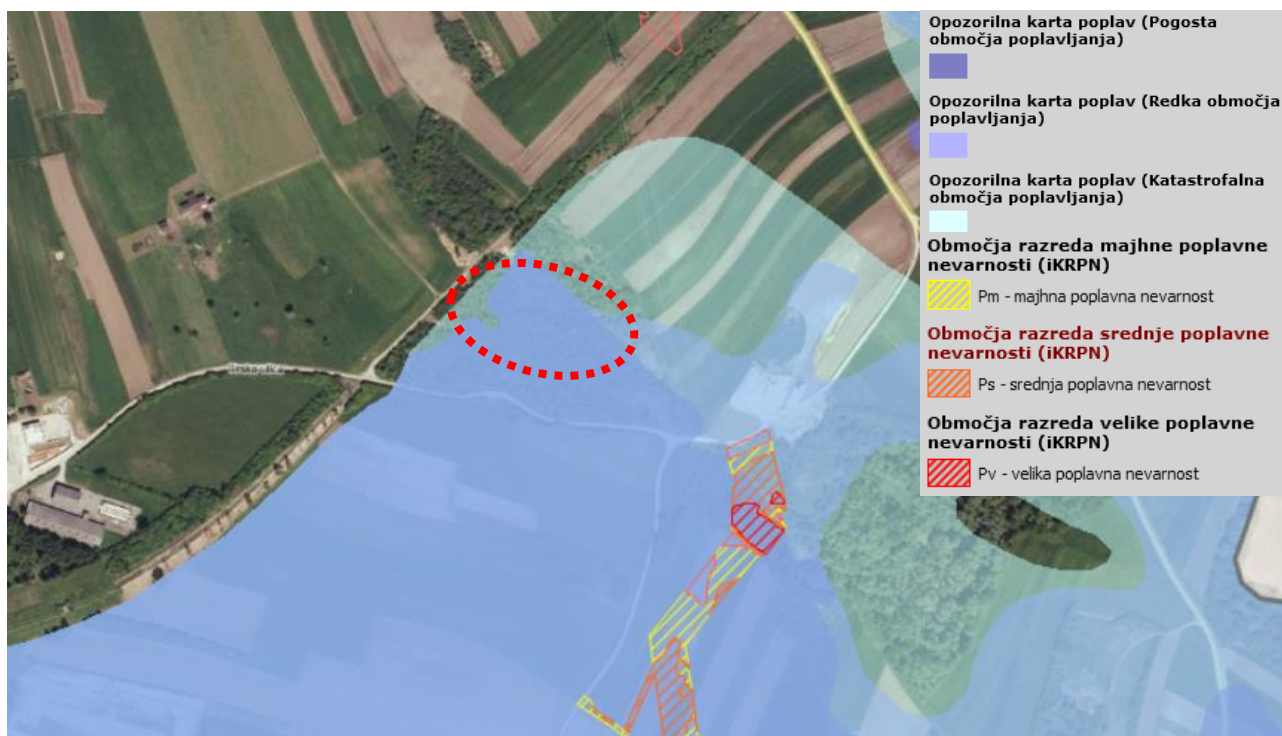 Opozorilna karta poplav (Pogosta
območja poplavljanja)
Opozorilna karta poplav (Redka območja
poplavljanja)
Opozorilna karta poplav (Katastrofalna
območja poplavljanja)
Območja razreda majhne poplavne
nevarnosti (iKRPN)
Pm - majhna poplavna nevarnost
Območja razreda srednje poplavne
nevarnosti (iKRPN)
Ps - srednja poplavna nevarnost
Območja razreda velike poplavne
nevarnosti (iKRPN)
Pv - velika poplavna nevarnost